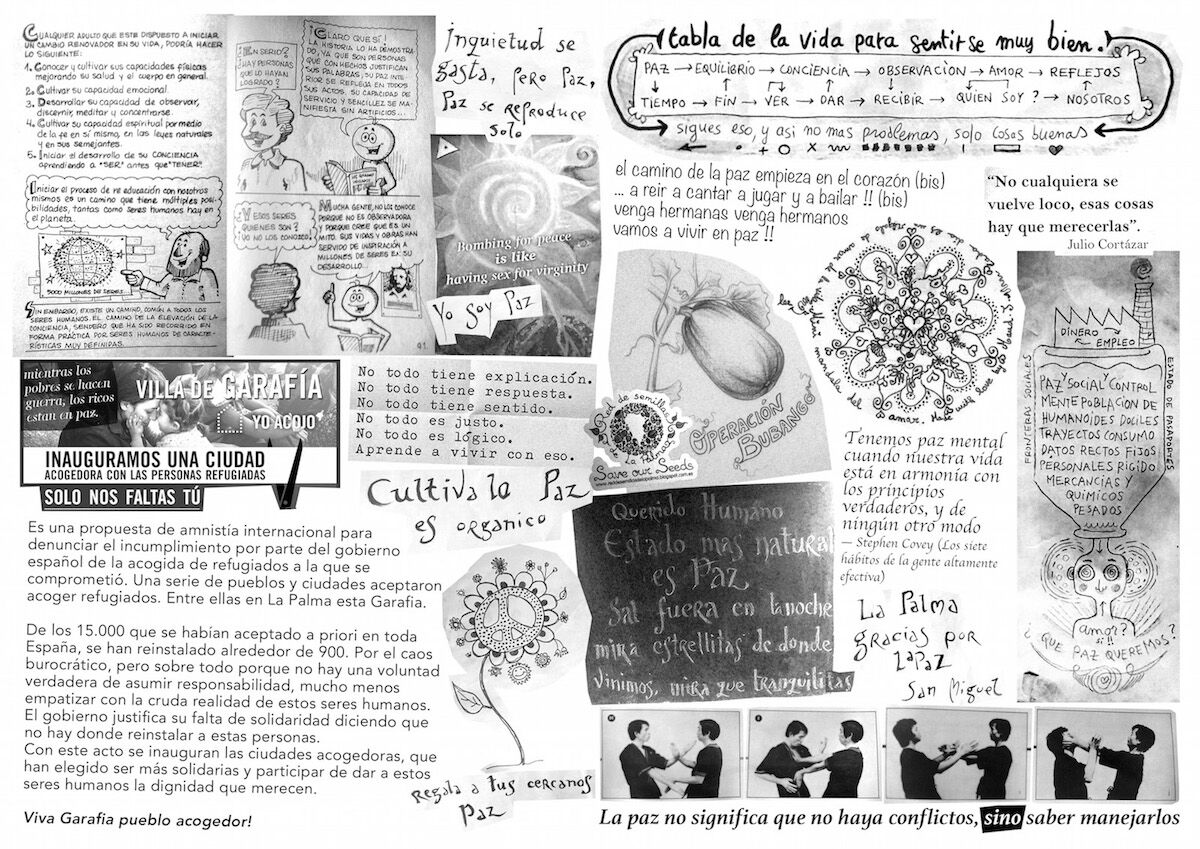 CUALQUIER ADULTO QUE ESTE DISPUESTO A INICIAR
UN CAMBIO RENOVADOR EN SU VIDA, PODRÍA HACER
LO SIGUIENTE:
1. Conocer y cultivar sus capacidades físicas
mejorando su salud y el cuerpo en general.
2. Cultivar su capacidad emocional.
3. Desarrollar su capacidad de observar,
discernir, meditar y concentrarse.
4. Cultivar su capacidad espiritual por medio
de la fe en sí mismo, en las leyes naturales
y en sus semejantes.
5. Iniciar el desarrollo de su CONCIENCIA
aprendiendo a "SER" antes que "TENER".
Iniciar el proceso de re educación con nosotros
mismos es un camino que tiene múltiples posi-
bilidades, tantas como seres humanos hay en
el planeta.
5000 MILLONES DE SERES
SIN EMBARGO, EXISTE UN CAMINO, COMÚN A TODOS LOS
SERES HUMANOS. EL CAMINO DE LA ELEVACIÓN DE LA
CONCIENCIA, SENDERO QUE HA SIDO RECORRIDO EN
FORMA PRÁCTICA POR SERES HUMANOS DE CARACTE-
RÍSTICAS MUY DEFINIDAS.
¿EN SERIO?
¿HAY PERSONAS
QUE LO HAYAN
LOGRADO?
¡CLARO QUE SÍ!
LA HISTORIA LO HA DEMOSTRA-
DO, YA QUE SON PERSONAS
QUE CON HECHOS JUSTIFICAN
SUS PALABRAS, SU PAZ INTE-
RIOR SE REFLEJA EN TODOS
SUS ACTOS. SU CAPACIDAD DE
SERVICIO Y SENCILLEZ SE MA-
NIFIESTA SIN ARTIFICIOS...
¿Y ESOS SERES
QUIENES SON?
YO NO LOS CONOZCO.
MUCHA GENTE, NO LOS CONOCE
PORQUE NO ES OBSERVADORA
Y PORQUE CREE QUE ES UN
MITO. SUS VIDAS Y OBRAS HAN
SERVIDO DE INSPIRACIÓN A
MILLONES DE SERES EN SU
DESARROLLO...
91.
Inquietud se
gasta, pero Paz,
Paz se reproduce
solo
Bombing for peace
is like
having sex for virginity
Yo Soy Paz
tabla de la vida para sentirse muy bien.
PAZ → EQUILIBRIO → CONCIENCIA → OBSERVACIÒN → AMOR → REFLEJOS
TIEMPO → FIN → VER → DAR → RECIBIR → QUIEN SOY? → NOSOTROS
sigues eso, y asi no mas problemas, solo cosas buenas
el camino de la paz empieza en el corazón (bis)
... a reir a cantar a jugar y a bailar !! (bis)
venga hermanas venga hermanos
vamos a vivir en paz !!
“No cualquiera se
vuelve loco, esas cosas
hay que merecerlas”.
Julio Cortázar
mientras los
pobres se hacen
guerra, los ricos
estan en paz.
VILLA DE GARAFÍA
YO ACOJO
INAUGURAMOS UNA CIUDAD
ACOGEDORA CON LAS PERSONAS REFUGIADAS
SOLO NOS FALTAS TÚ
No todo tiene explicación.
No todo tiene respuesta.
No todo tiene sentido.
No todo es justo.
No todo es lógico.
Aprende a vivir con eso.
Cultiva la Paz
es organico
Red de semillas
de La Palma
Save our Seeds
OPERACIÓN
BUBANGO
Tenemos paz mental
cuando nuestra vida
está en armonía con
los principios
verdaderos, y de
ningún otro modo
— Stephen Covey (Los siete
hábitos de la gente altamente
efectiva)
DINERO
EMPLEO
FRONTERAS SOCIALES
ESTADO DE PASAPORTES
PAZ Y SOCIAL Y CONTROL
MENTE POBLACION DE
HUMANOIDES DOCILES
TRAYECTOS CONSUMO
DATOS RECTOS FIJOS
PERSONALES RIGIDO
MERCANCIAS Y
QUIMICOS
PESADOS
amor?
si!!
¿QUE PAZ QUEREMOS?
Es una propuesta de amnistía internacional para
denunciar el incumplimiento por parte del gobierno
español de la acogida de refugiados a la que se
comprometió. Una serie de pueblos y ciudades aceptaron
acoger refugiados. Entre ellas en La Palma esta Garafia.
De los 15.000 que se habían aceptado a priori en toda
España, se han reinstalado alrededor de 900. Por el caos
burocrático, pero sobre todo porque no hay una voluntad
verdadera de asumir responsabilidad, mucho menos
empatizar con la cruda realidad de estos seres humanos.
El gobierno justifica su falta de solidaridad diciendo que
no hay donde reinstalar a estas personas.
Con este acto se inauguran las ciudades acogedoras, que
han elegido ser más solidarias y participar de dar a estos
seres humanos la dignidad que merecen.
Viva Garafia pueblo acogedor!
Regala a tus cercanos
Paz
Querido Humano
Estado mas natural
es Paz
Sal fuera en la noche
mira estrellitas de donde
vinimos, mira que tranquilitas
La Palma
gracias por
la Paz
San Miguel
La paz no significa que no haya conflictos, sino saber manejarlos